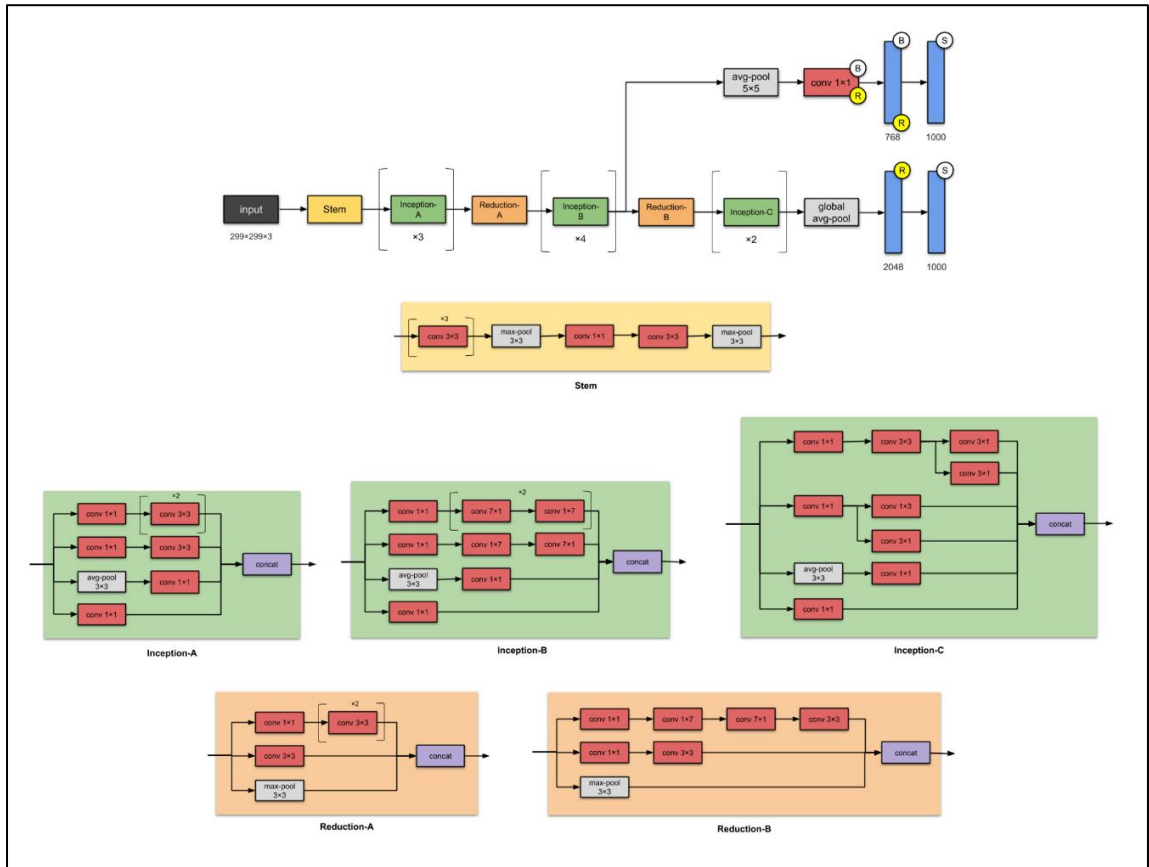 avg-pool
5×5
conv 1×1
B
R
B
R
768
S
1000
input
299×299×3
Stem
Inception-
A
×3
Reduction-
A
Inception-
B
×4
Reduction-
B
Inception-C
×2
global
avg-pool
R
2048
S
1000
×3
conv 3×3
max-pool
3×3
conv 1×1
conv 3×3
max-pool
3×3
Stem
×2
conv 1×1
conv 3×3
conv 1×1
conv 3×3
avg-pool
3×3
conv 1×1
conv 1×1
concat
Inception-A
×2
conv 1×1
conv 7×1
conv 1×7
conv 1×1
conv 1×7
conv 7×1
avg-pool
3×3
conv 1×1
conv 1×1
concat
Inception-B
conv 1×1
conv 3×3
conv 3×1
conv 3×1
conv 1×1
conv 1×3
conv 3×1
avg-pool
3×3
conv 1×1
conv 1×1
concat
Inception-C
×2
conv 1×1
conv 3×3
conv 3×3
max-pool
3×3
concat
Reduction-A
conv 1×1
conv 1×7
conv 7×1
conv 3×3
conv 1×1
conv 3×3
max-pool
3×3
concat
Reduction-B